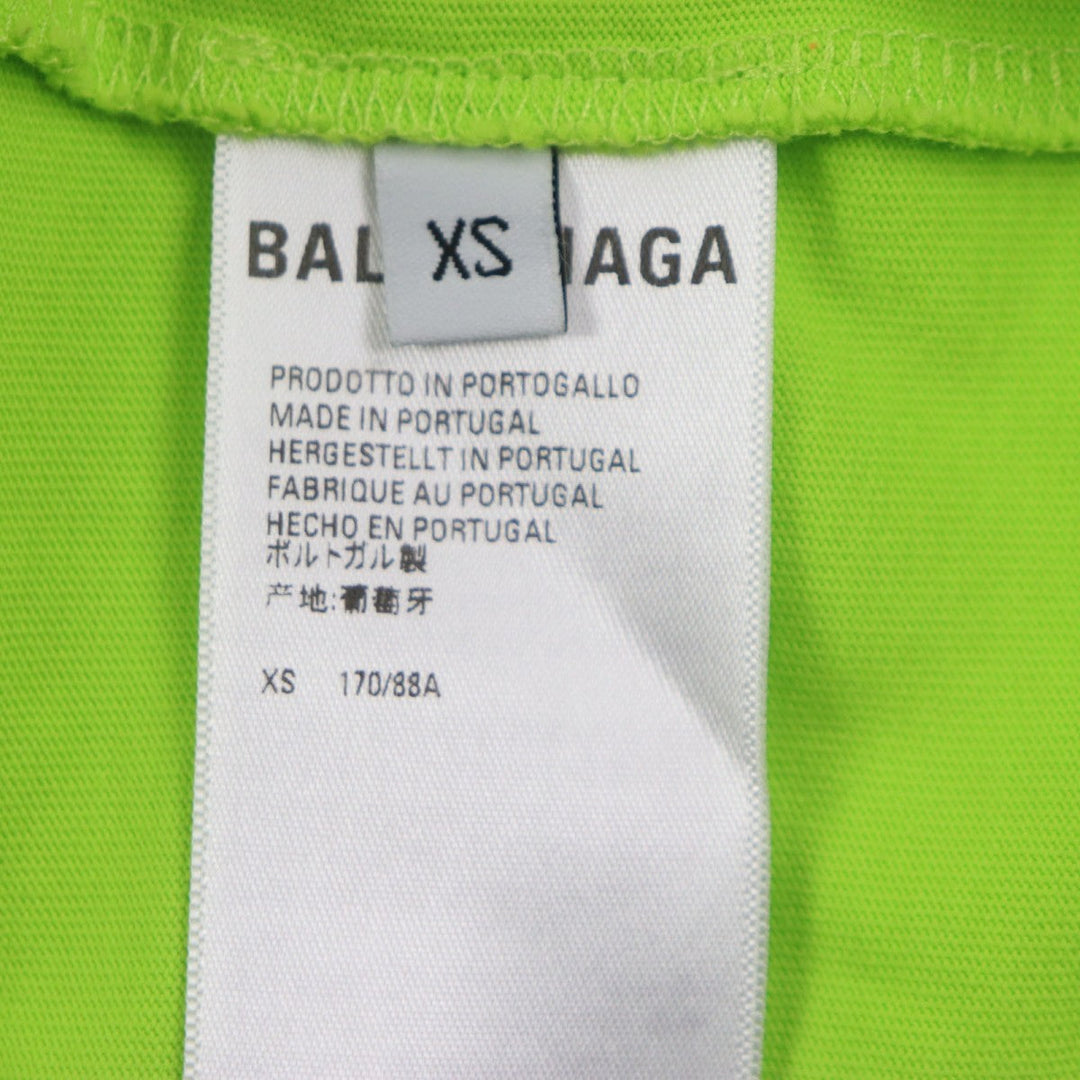 BAL NAGA
XS
PRODOTTO IN PORTOGALLO
MADE IN PORTUGAL
HERGESTELLT IN PORTUGAL
FABRIQUE AU PORTUGAL
HECHO EN PORTUGAL
ポルトガル製
产地:葡萄牙
XS 170/88A